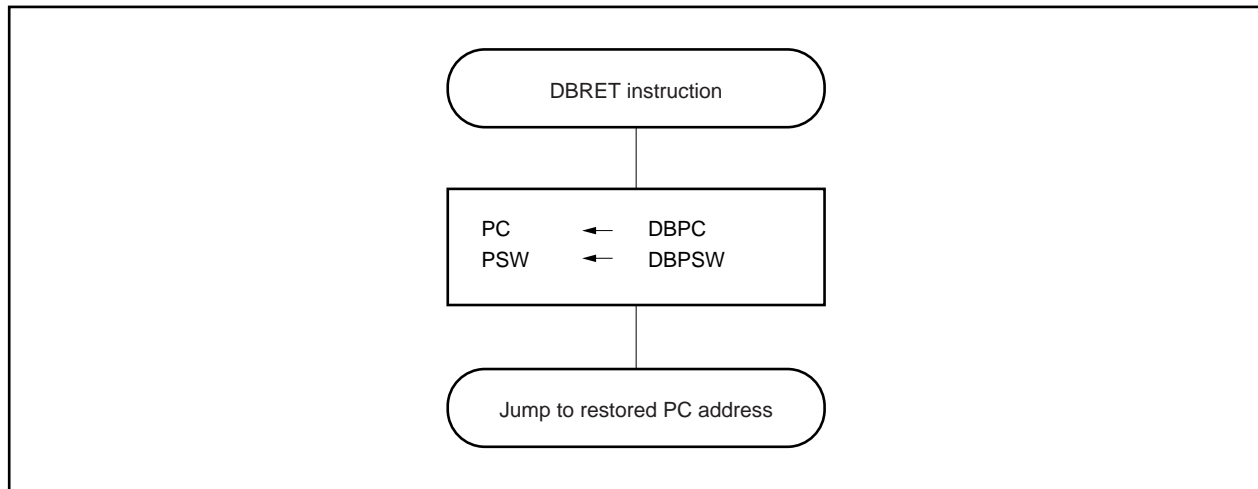 DBRET instruction
PC ← DBPC
PSW ← DBPSW
Jump to restored PC address